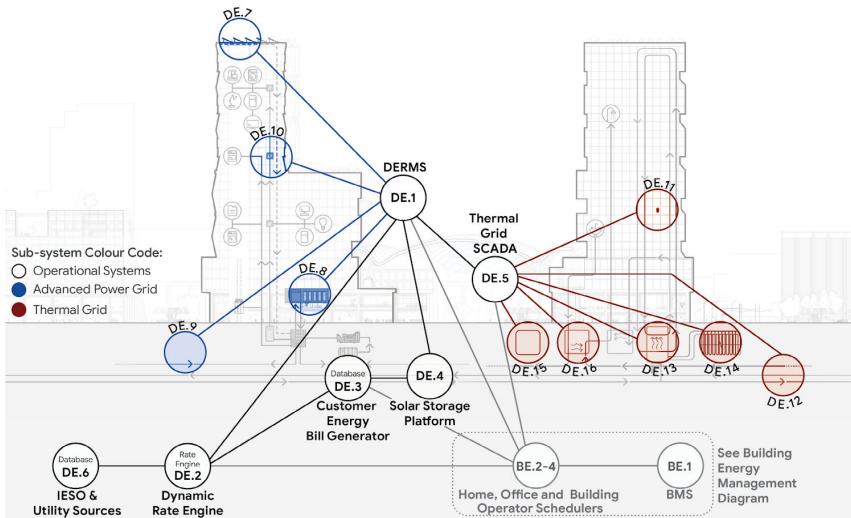 DE.7
DE.10
DERMS
DE.1
DE.11
Thermal
Grid
SCADA
DE.5
Sub-system Colour Code:
Operational Systems
Advanced Power Grid
Thermal Grid
DE.8
DE.9
DE.15
DE.16
DE.13
DE.14
DE.12
Database
DE.3
Customer
Energy
Bill Generator
DE.4
Solar Storage
Platform
Database
DE.6
IESO &
Utility Sources
Rate
Engine
DE.2
Dynamic
Rate Engine
BE.2-4
Home, Office and Building
Operator Schedulers
BE.1
BMS
See Building
Energy
Management
Diagram